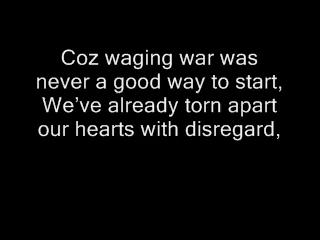 Coz waging war was
never a good way to start,
We’ve already torn apart
our hearts with disregard,